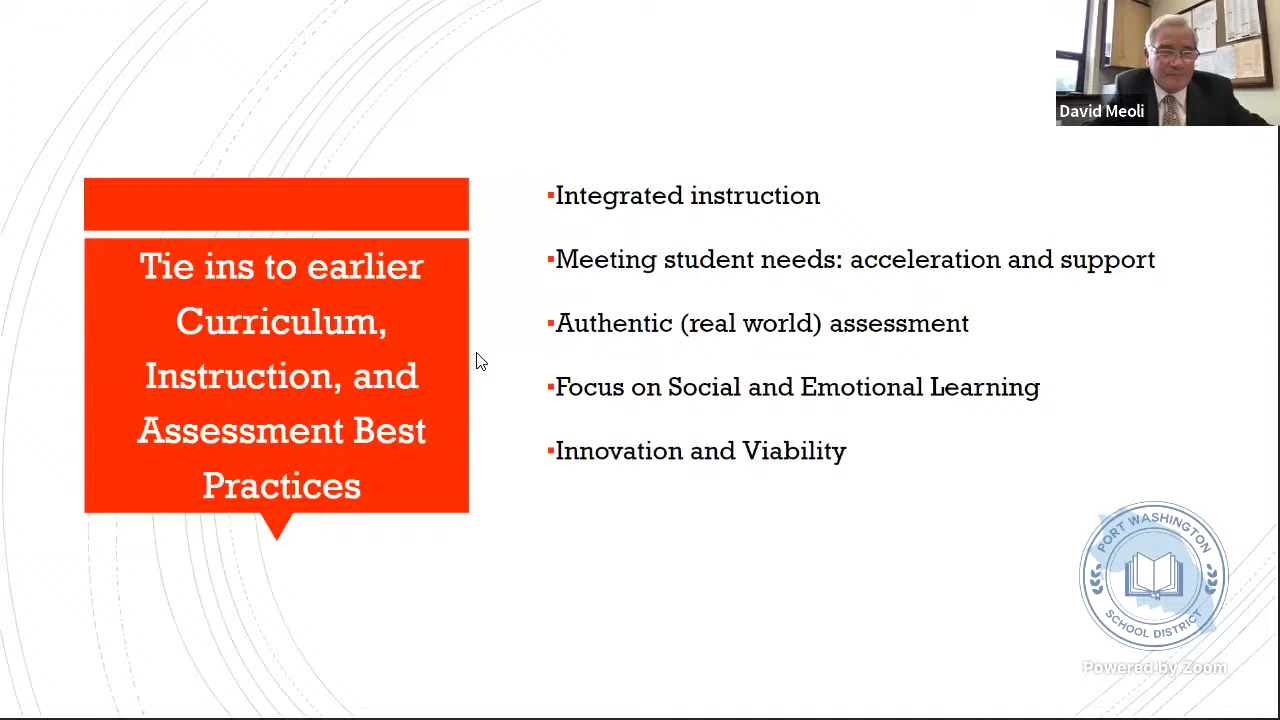 David Meoli
Tie ins to earlier
Curriculum,
Instruction, and
Assessment Best
Practices
▪Integrated instruction
▪Meeting student needs: acceleration and support
▪Authentic (real world) assessment
▪Focus on Social and Emotional Learning
▪Innovation and Viability
PORT WASHINGTON
SCHOOL DISTRICT
Powered by Zoom